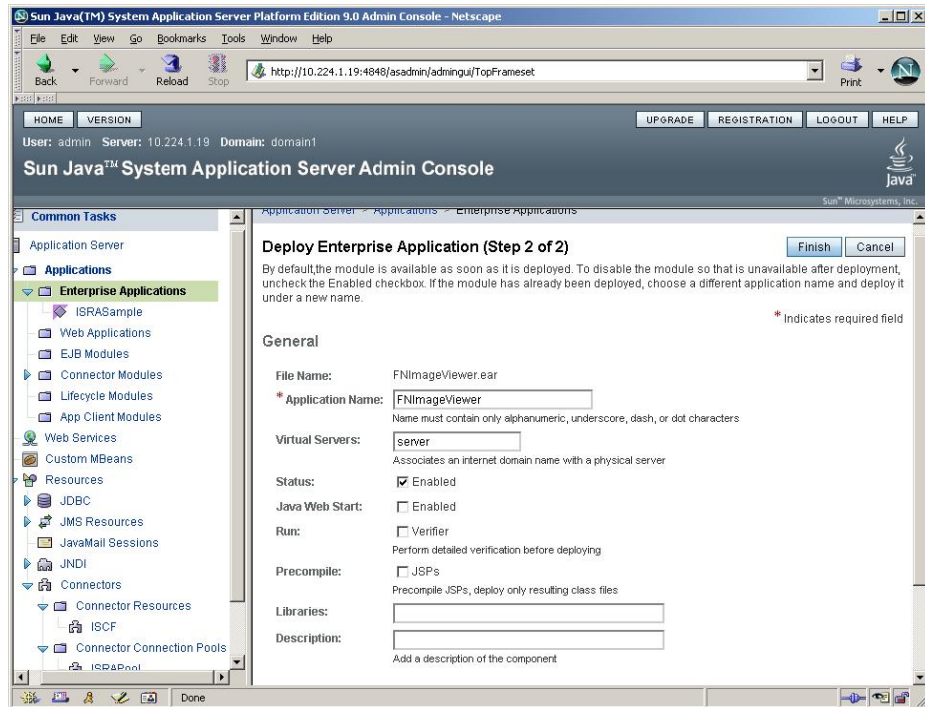 Sun Java(TM) System Application Server Platform Edition 9.0 Admin Console - Netscape
File Edit View Go Bookmarks Tools Window Help
Back Forward Reload Stop
http://10.224.1.19:4848/asadmin/admingui/TopFrameset
Print
N
HOME VERSION
UPGRADE REGISTRATION LOGOUT HELP
User: admin Server: 10.224.1.19 Domain: domain1
Sun Java™ System Application Server Admin Console
Java™
Sun™ Microsystems, Inc.
Common Tasks
Application Server
Applications
Enterprise Applications
ISRASample
Web Applications
EJB Modules
Connector Modules
Lifecycle Modules
App Client Modules
Web Services
Custom MBeans
Resources
JDBC
JMS Resources
JavaMail Sessions
JNDI
Connectors
Connector Resources
ISCF
Connector Connection Pools
ISRAPool
Application Server > Applications > Enterprise Applications
Deploy Enterprise Application (Step 2 of 2)
Finish Cancel
By default,the module is available as soon as it is deployed. To disable the module so that is unavailable after deployment,
uncheck the Enabled checkbox. If the module has already been deployed, choose a different application name and deploy it
under a new name.
* Indicates required field
General
File Name: FNImageViewer.ear
* Application Name: FNImageViewer
Name must contain only alphanumeric, underscore, dash, or dot characters
Virtual Servers: server
Associates an internet domain name with a physical server
Status: Enabled
Java Web Start: Enabled
Run: Verifier
Perform detailed verification before deploying
Precompile: JSPs
Precompile JSPs, deploy only resulting class files
Libraries:
Description:
Add a description of the component
Done